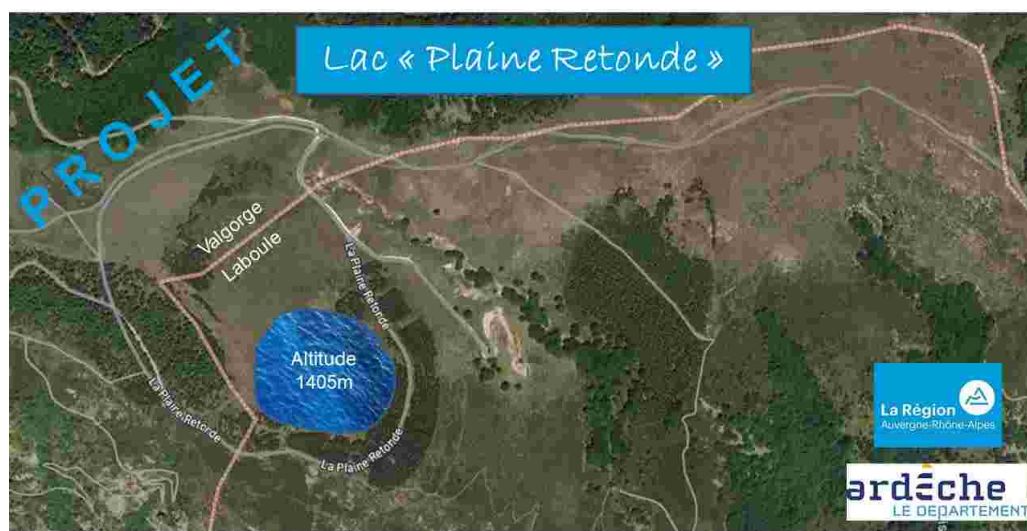 Lac « Plaine Retonde »
PROJET
Valgorge
Laboule
La Plaine Retonde
Altitude
1405m
La Plaine-Retorde
La Plaine Retonde
La Région
Auvergne-Rhône-Alpes
ardèche
LE DEPARTEMENT